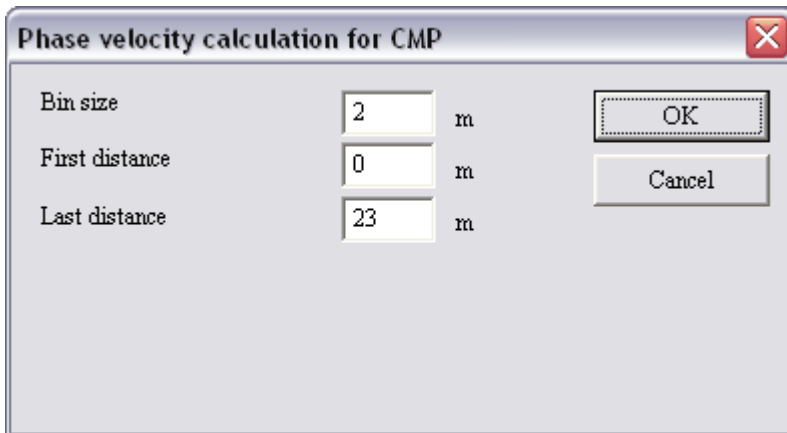 Phase velocity calculation for CMP
Bin size 2 m OK
First distance 0 m Cancel
Last distance 23 m